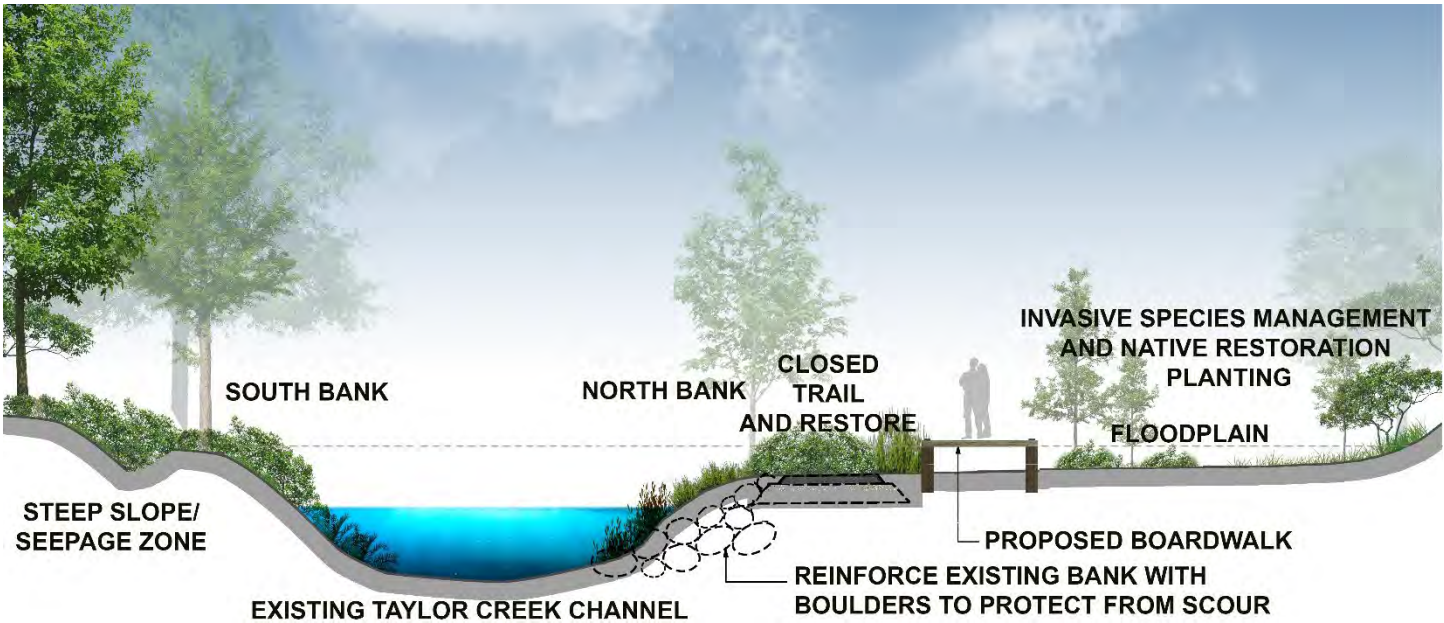 INVASIVE SPECIES MANAGEMENT
AND NATIVE RESTORATION
PLANTING
CLOSED
TRAIL
AND RESTORE
SOUTH BANK
NORTH BANK
FLOODPLAIN
STEEP SLOPE/
SEEPAGE ZONE
PROPOSED BOARDWALK
REINFORCE EXISTING BANK WITH
BOULDERS TO PROTECT FROM SCOUR
EXISTING TAYLOR CREEK CHANNEL